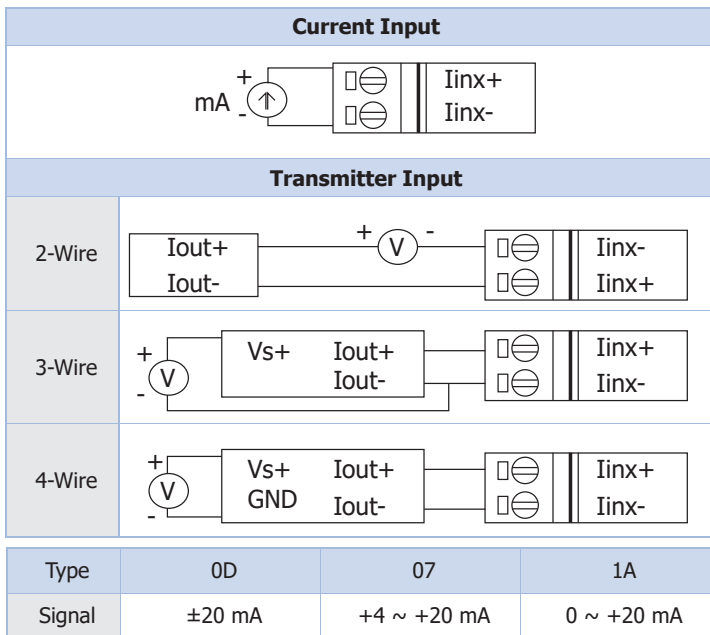 Current Input
+
mA
-
Iinx+
Iinx-
Transmitter Input
2-Wire
Iout+
Iout-
+ V -
Iinx-
Iinx+
3-Wire
+
V
-
Vs+ Iout+
Iout-
Iinx+
Iinx-
4-Wire
+
V
-
Vs+ Iout+
GND Iout-
Iinx+
Iinx-
Type 0D 07 1A
Signal ±20 mA +4 ~ +20 mA 0 ~ +20 mA